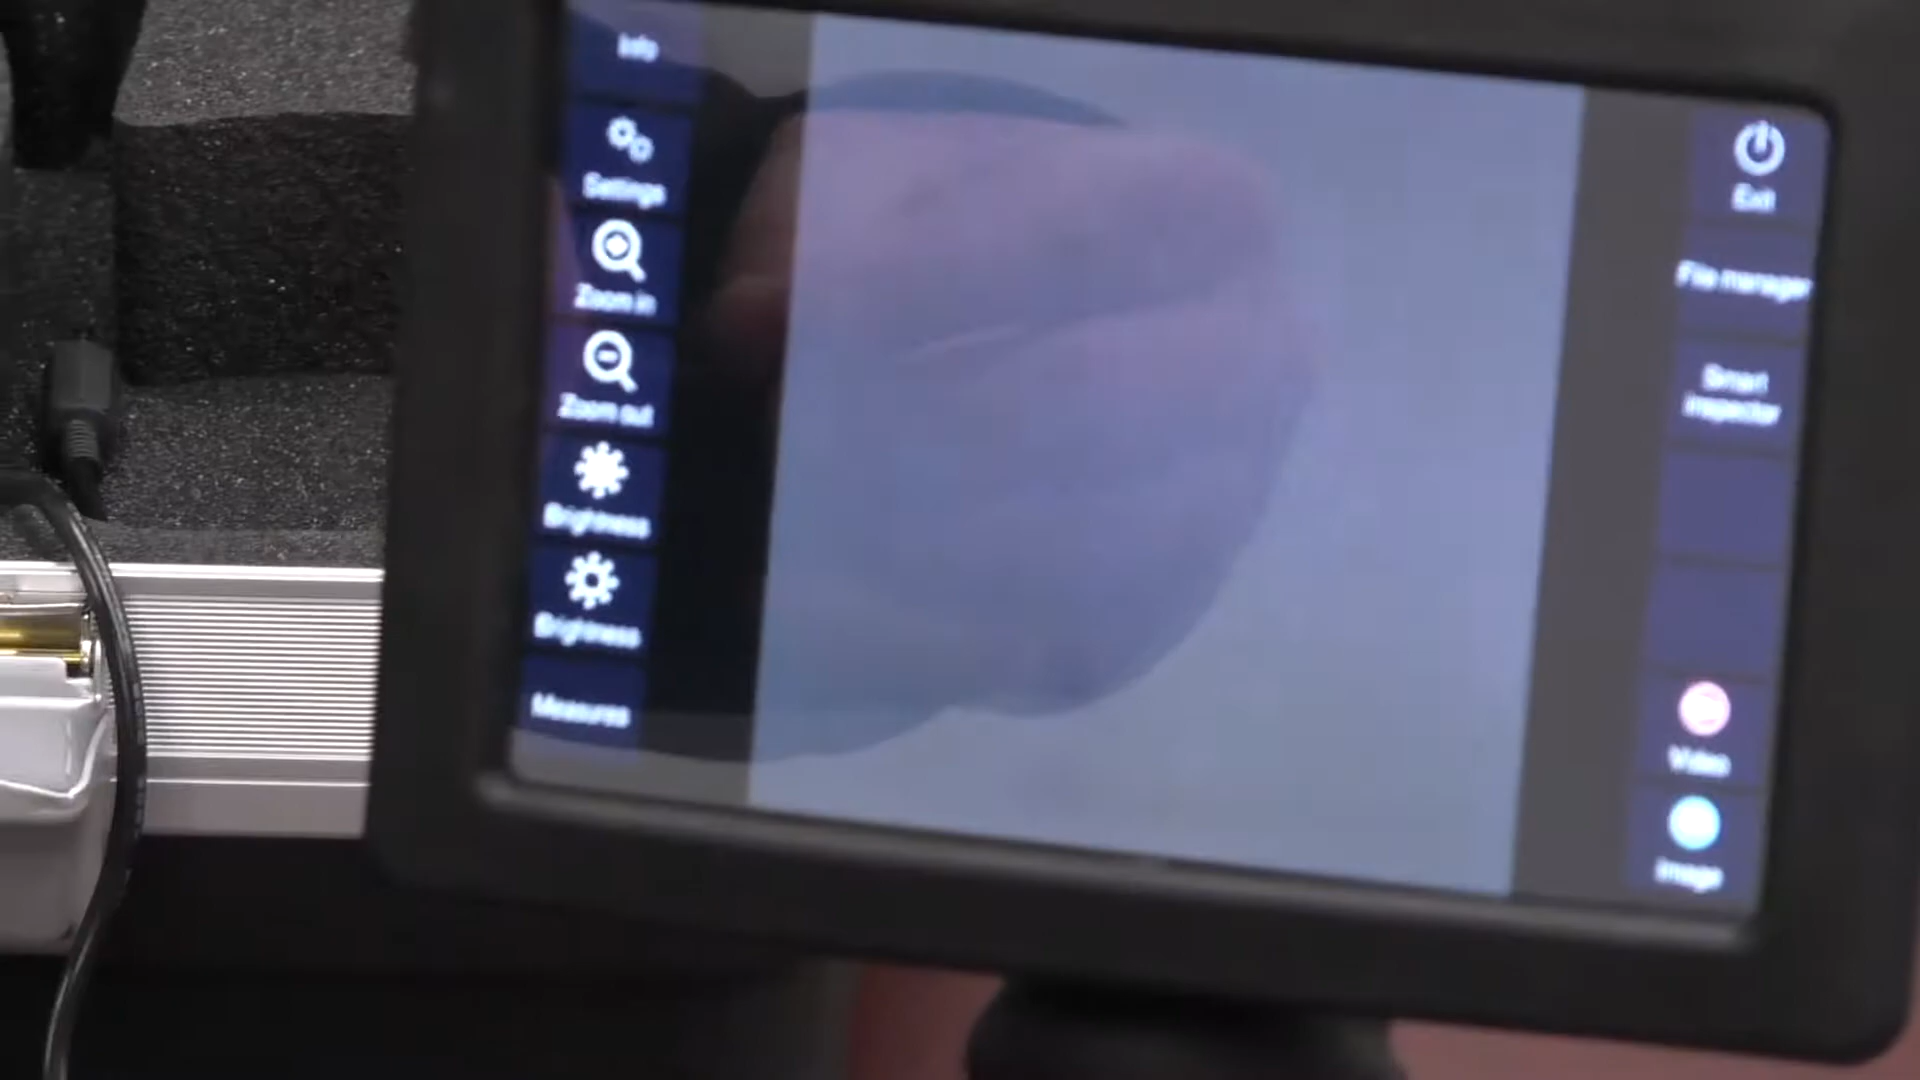 Info
Settings
Zoom in
Zoom out
Brightness
Brightness
Measures
Exit
File manager
Smart
inspector
Video
Image